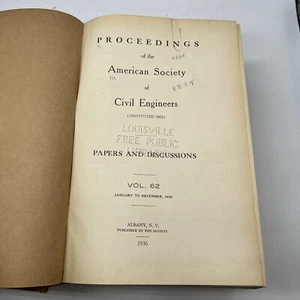 PROCEEDINGS
of the
American Society
of
Civil Engineers
(INSTITUTED 1852)
LOUISVILLE
FREE PUBLIC
PAPERS AND DISCUSSIONS
VOL. 62
JANUARY TO DECEMBER, 1936
ALBANY, N. Y.
PUBLISHED BY THE SOCIETY
1936